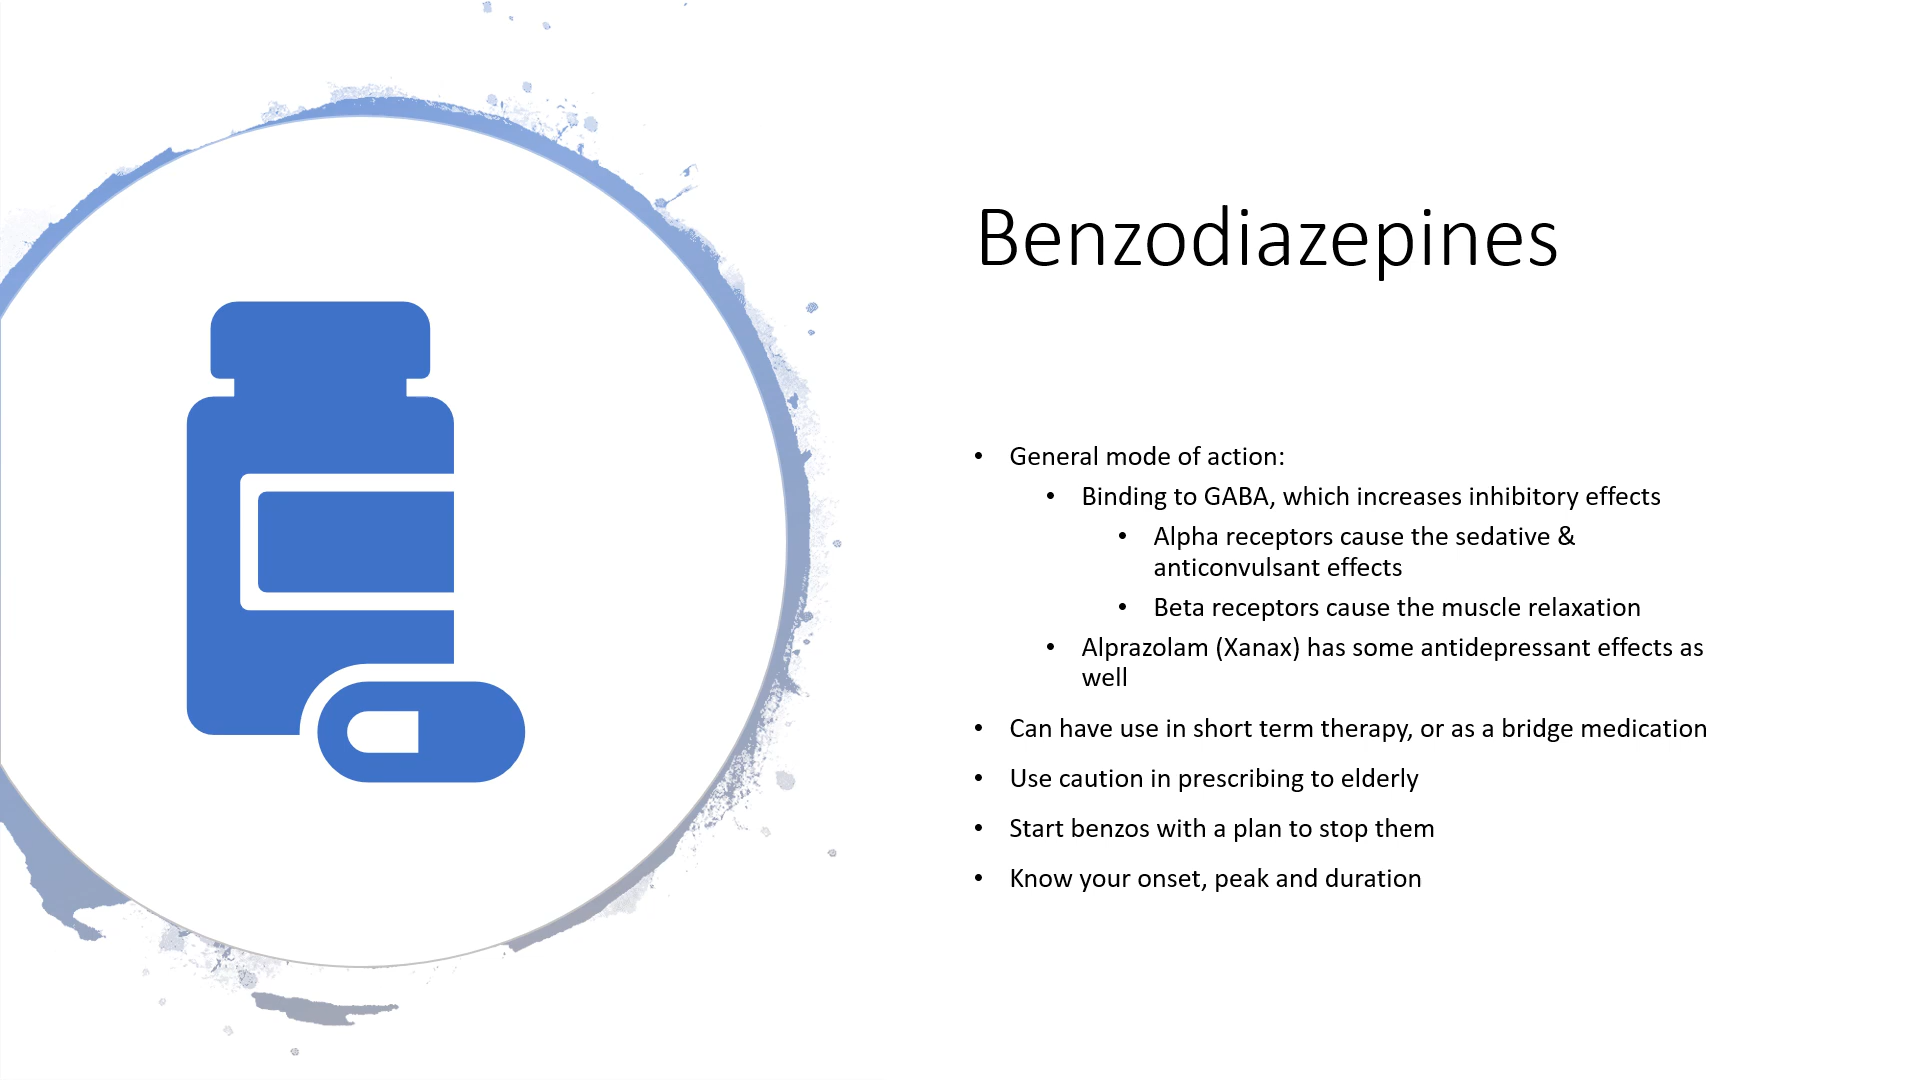 Benzodiazepines
• General mode of action:
• Binding to GABA, which increases inhibitory effects
• Alpha receptors cause the sedative &
anticonvulsant effects
• Beta receptors cause the muscle relaxation
• Alprazolam (Xanax) has some antidepressant effects as
well
• Can have use in short term therapy, or as a bridge medication
• Use caution in prescribing to elderly
• Start benzos with a plan to stop them
• Know your onset, peak and duration